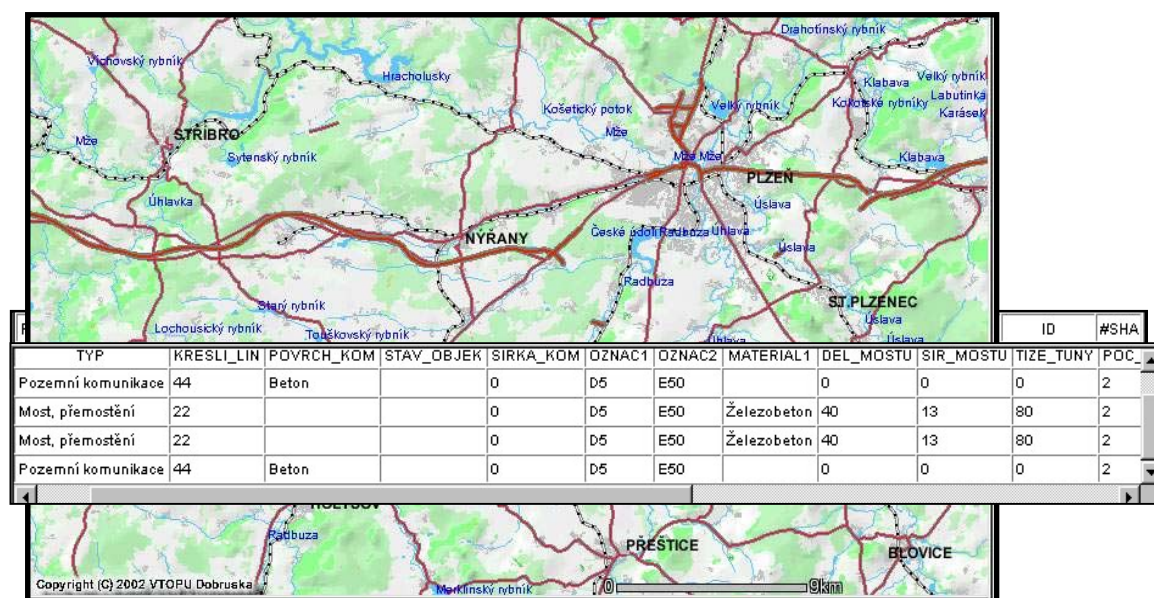 Drahotínsky rybník
Vichovský rybník
Hracholusky
Klabava
Velký rybník
Labutinka
Košetický potok
Velký rybník
Kokotské rybníky
Karásek
Mže
STŘÍBRO
Mže
Sytenský rybník
Mže Mže
Klabava
PLZEŇ
Úhlavka
Úslava
NÝŘANY
České údolí Radbuza Úhlava
Úslava
Radbuza
Starý rybník
ST.PLZENEC
Lochousický rybník
Touškovský rybník
Úslava
Úhlava
Úslava
ID #SHA
TYP KRESLI_LIN POVRCH_KOM STAV_OBJEK SIRKA_KOM OZNAC1 OZNAC2 MATERIAL1 DEL_MOSTU SIR_MOSTU TIZE_TUNY POC_
Pozemní komunikace 44 Beton 0 D5 E50 0 0 0 2
Most, přemostění 22 0 D5 E50 Železobeton 40 13 80 2
Most, přemostění 22 0 D5 E50 Železobeton 40 13 80 2
Pozemní komunikace 44 Beton 0 D5 E50 0 0 0 2
HOLÝŠOV
Radbuza
PŘEŠTICE
BLOVICE
Copyright (C) 2002 VTOPU Dobruska
Merklínský rybník
0 9km